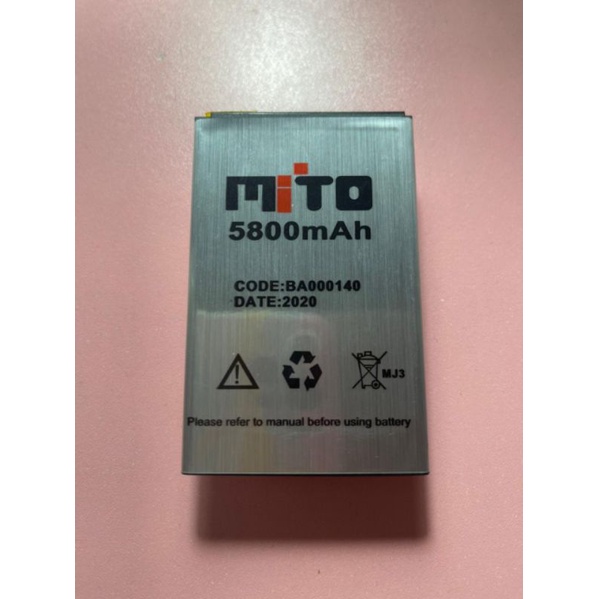 MiTO
5800mAh
CODE:BA000140
DATE:2020
MJ3
Please refer to manual before using battery